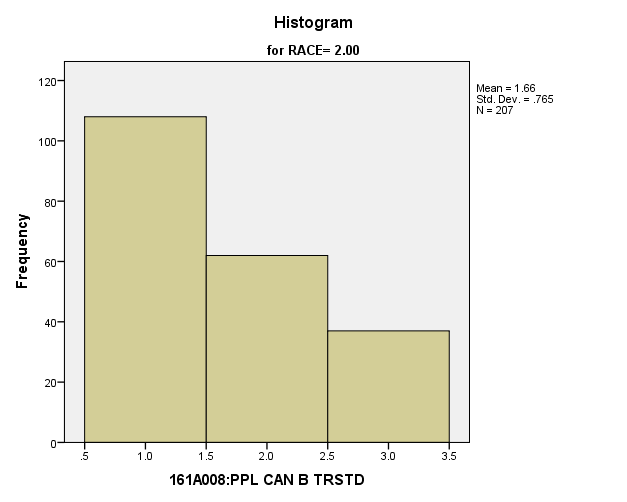 Histogram
for RACE= 2.00
120
100
80
60
40
20
0
Frequency
.5
1.0
1.5
2.0
2.5
3.0
3.5
161A008:PPL CAN B TRSTD
Mean = 1.66
Std. Dev. = .765
N = 207